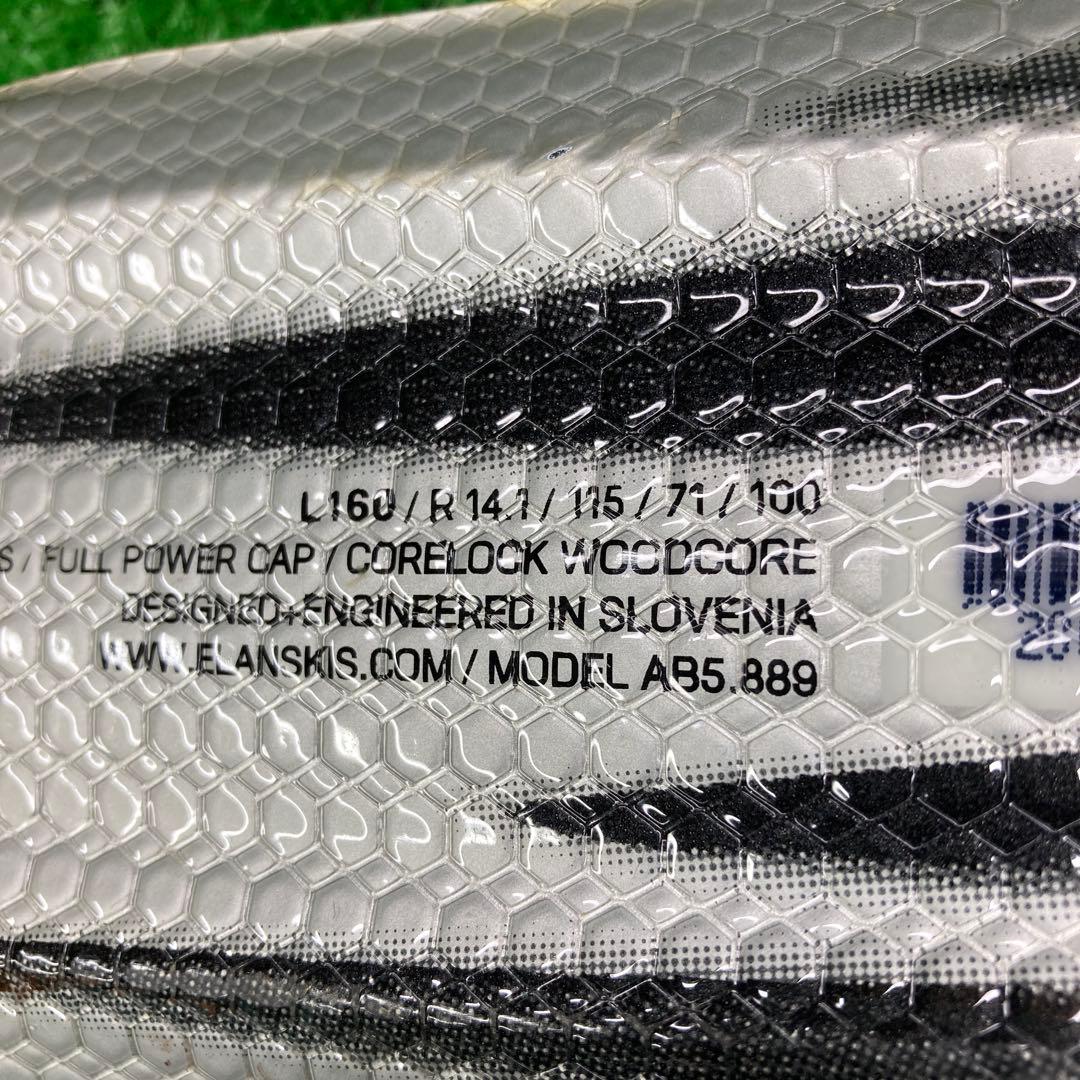 L160 / R 14.1 / 115 / 71 / 100
S / FULL POWER CAP / CORELOCK WOODCORE
DESIGNED+ENGINEERED IN SLOVENIA
WWW.ELANSKIS.COM / MODEL AB5.889